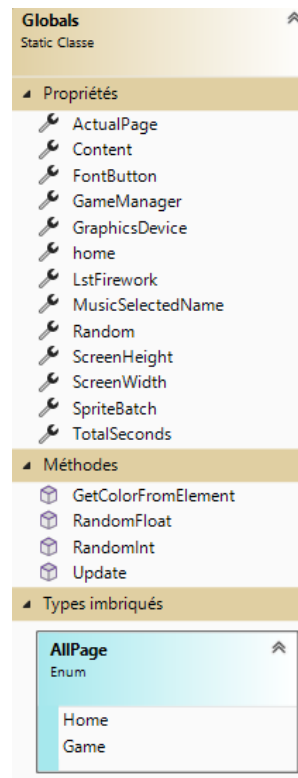 Globals
Static Classe
Propriétés
ActualPage
Content
FontButton
GameManager
GraphicsDevice
home
LstFirework
MusicSelectedName
Random
ScreenHeight
ScreenWidth
SpriteBatch
TotalSeconds
Méthodes
GetColorFromElement
RandomFloat
RandomInt
Update
Types imbriqués
AllPage
Enum
Home
Game